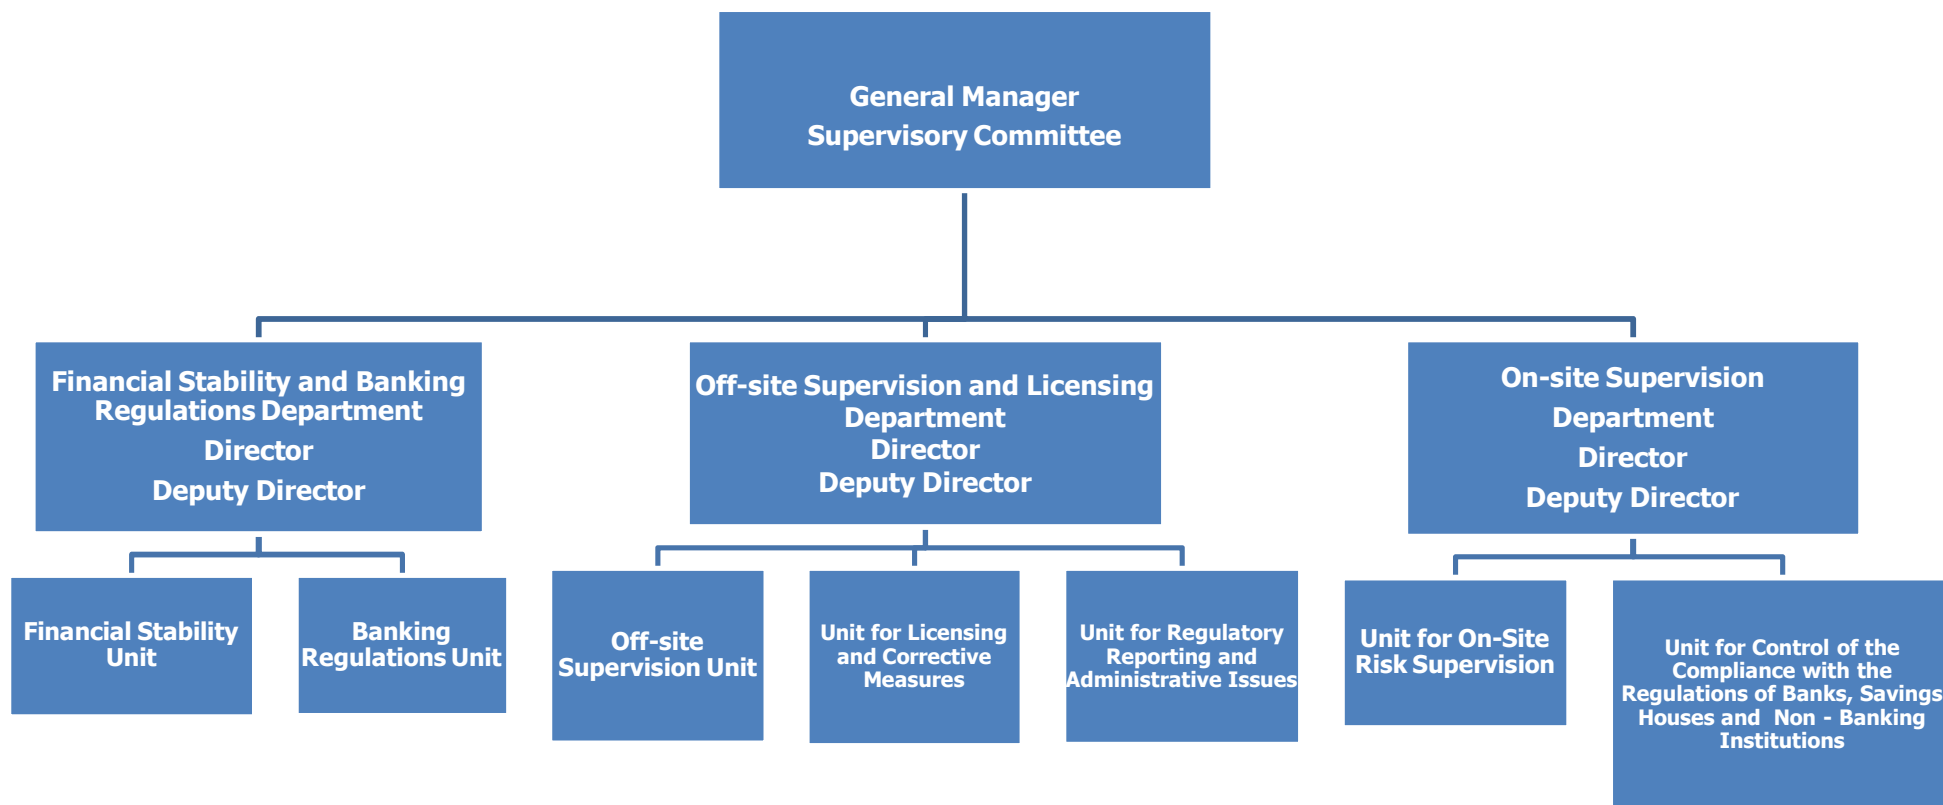 General Manager
Supervisory Committee
Financial Stability and Banking
Regulations Department
Director
Deputy Director
Off-site Supervision and Licensing
Department
Director
Deputy Director
On-site Supervision
Department
Director
Deputy Director
Financial Stability
Unit
Banking
Regulations Unit
Off-site
Supervision Unit
Unit for Licensing
and Corrective
Measures
Unit for Regulatory
Reporting and
Administrative Issues
Unit for On-Site
Risk Supervision
Unit for Control of the
Compliance with the
Regulations of Banks, Savings
Houses and Non - Banking
Institutions